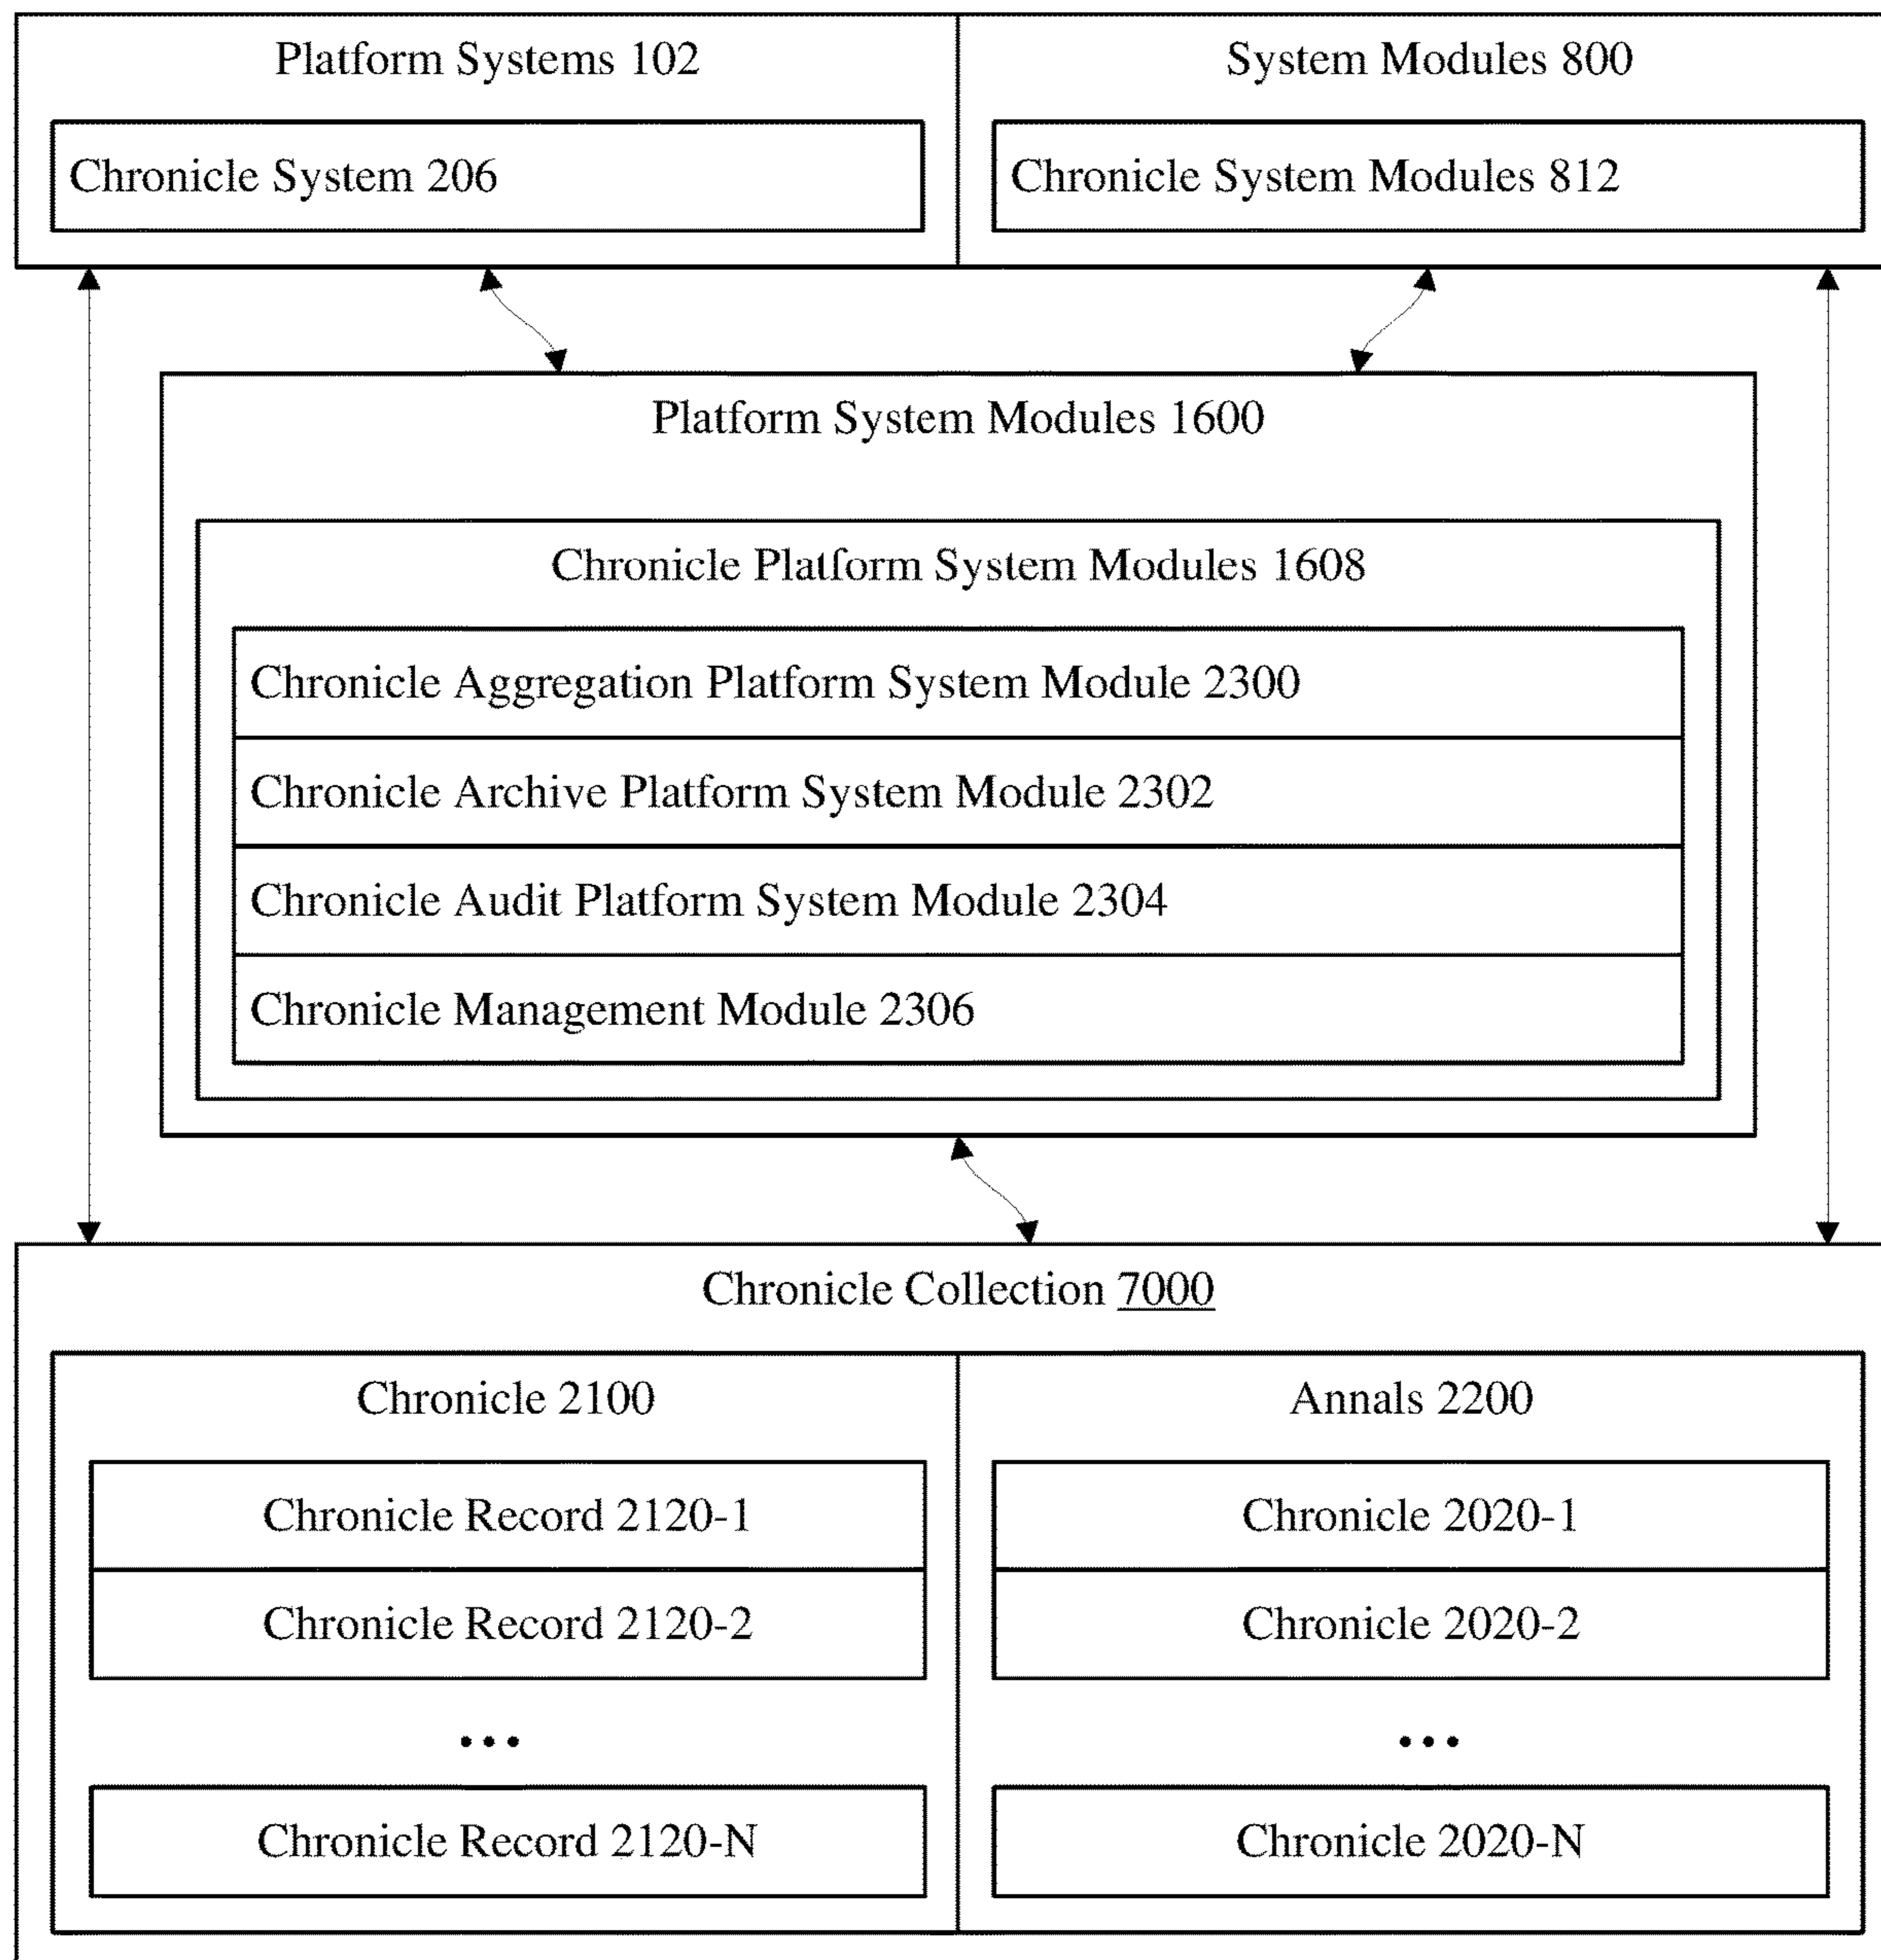 Platform Systems 102
System Modules 800
Chronicle System 206
Chronicle System Modules 812
Platform System Modules 1600
Chronicle Platform System Modules 1608
Chronicle Aggregation Platform System Module 2300
Chronicle Archive Platform System Module 2302
Chronicle Audit Platform System Module 2304
Chronicle Management Module 2306
Chronicle Collection 7000
Chronicle 2100
Annals 2200
Chronicle Record 2120-1
Chronicle 2020-1
Chronicle Record 2120-2
Chronicle 2020-2
...
...
Chronicle Record 2120-N
Chronicle 2020-N